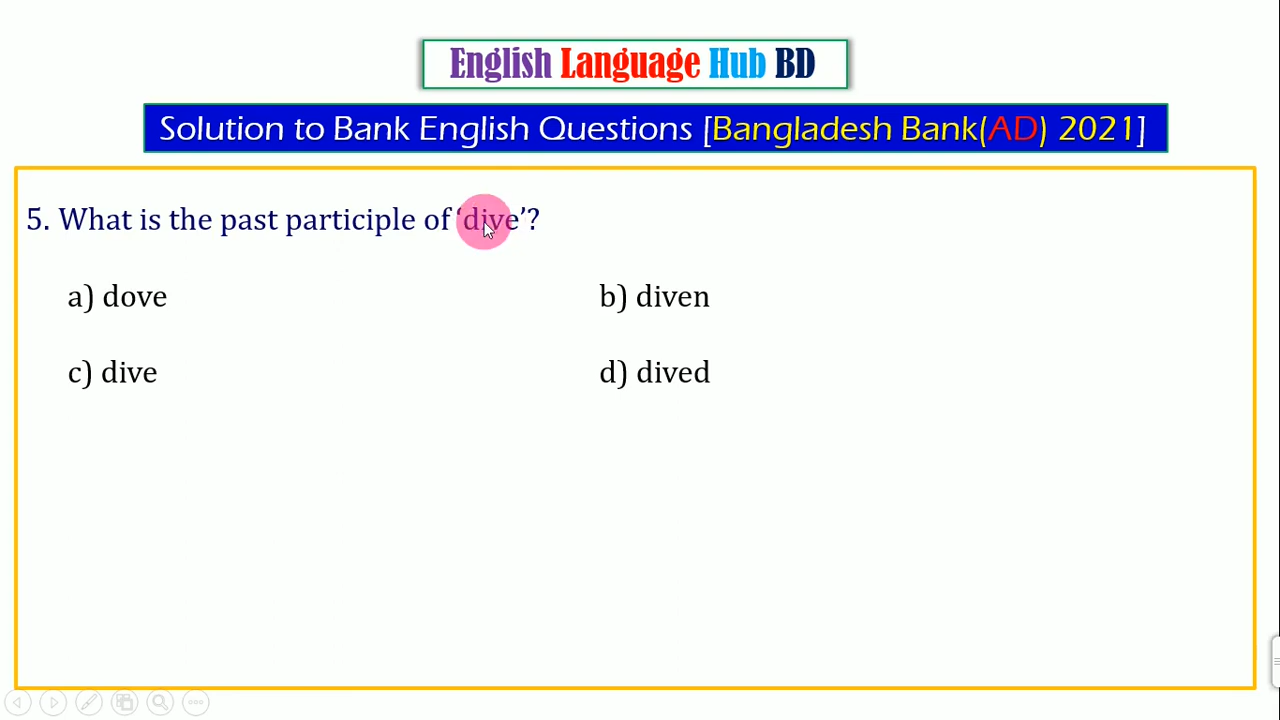 English Language Hub BD
Solution to Bank English Questions [Bangladesh Bank(AD) 2021]
5. What is the past participle of ‘dive’?
a) dove
b) diven
c) dive
d) dived